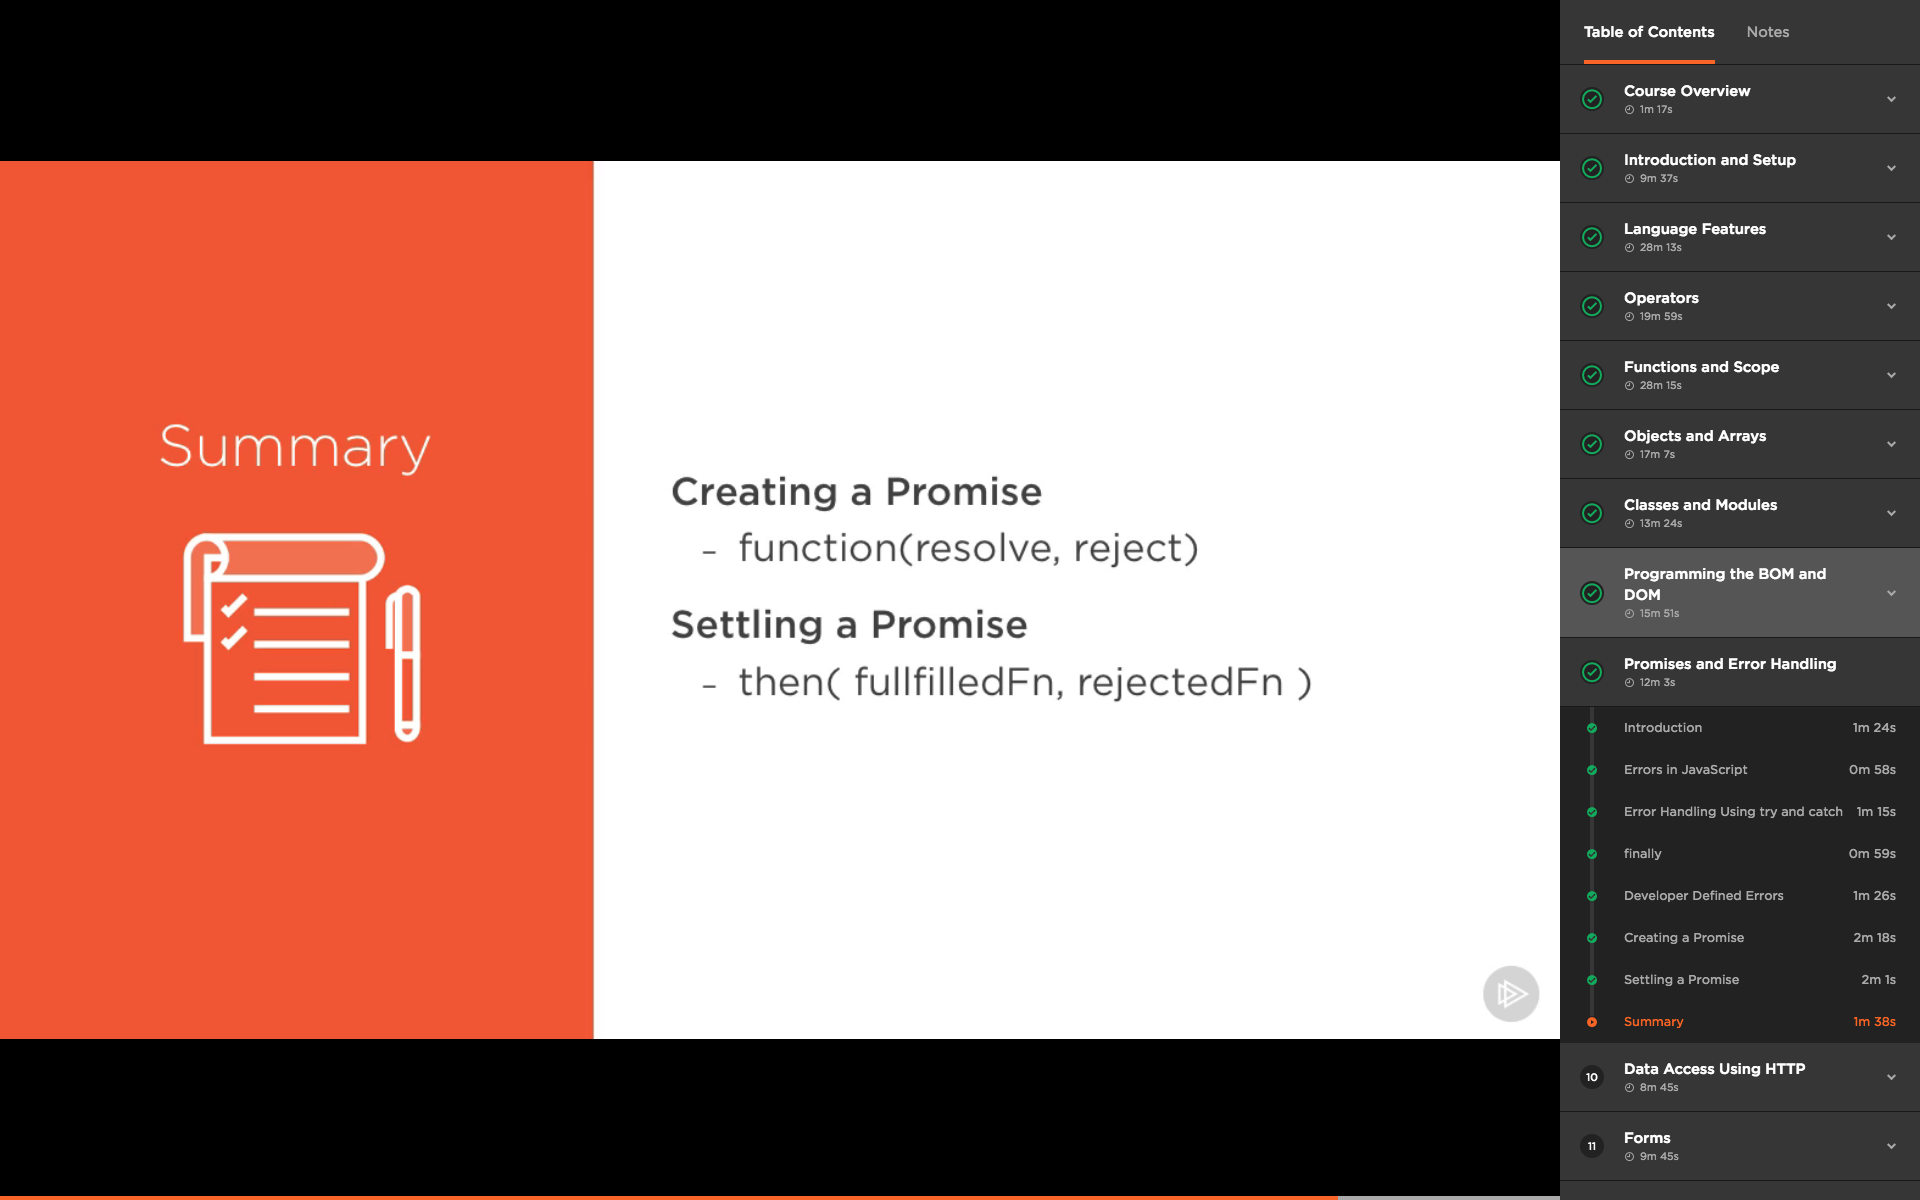 Summary
Creating a Promise
– function(resolve, reject)
Settling a Promise
– then( fullfilledFn, rejectedFn )
Table of Contents Notes
Course Overview
1m 17s
Introduction and Setup
9m 37s
Language Features
28m 13s
Operators
19m 59s
Functions and Scope
28m 15s
Objects and Arrays
17m 7s
Classes and Modules
13m 24s
Programming the BOM and
DOM
15m 51s
Promises and Error Handling
12m 3s
Introduction 1m 24s
Errors in JavaScript 0m 58s
Error Handling Using try and catch 1m 15s
finally 0m 59s
Developer Defined Errors 1m 26s
Creating a Promise 2m 18s
Settling a Promise 2m 1s
Summary 1m 38s
10 Data Access Using HTTP
8m 45s
11 Forms
9m 45s